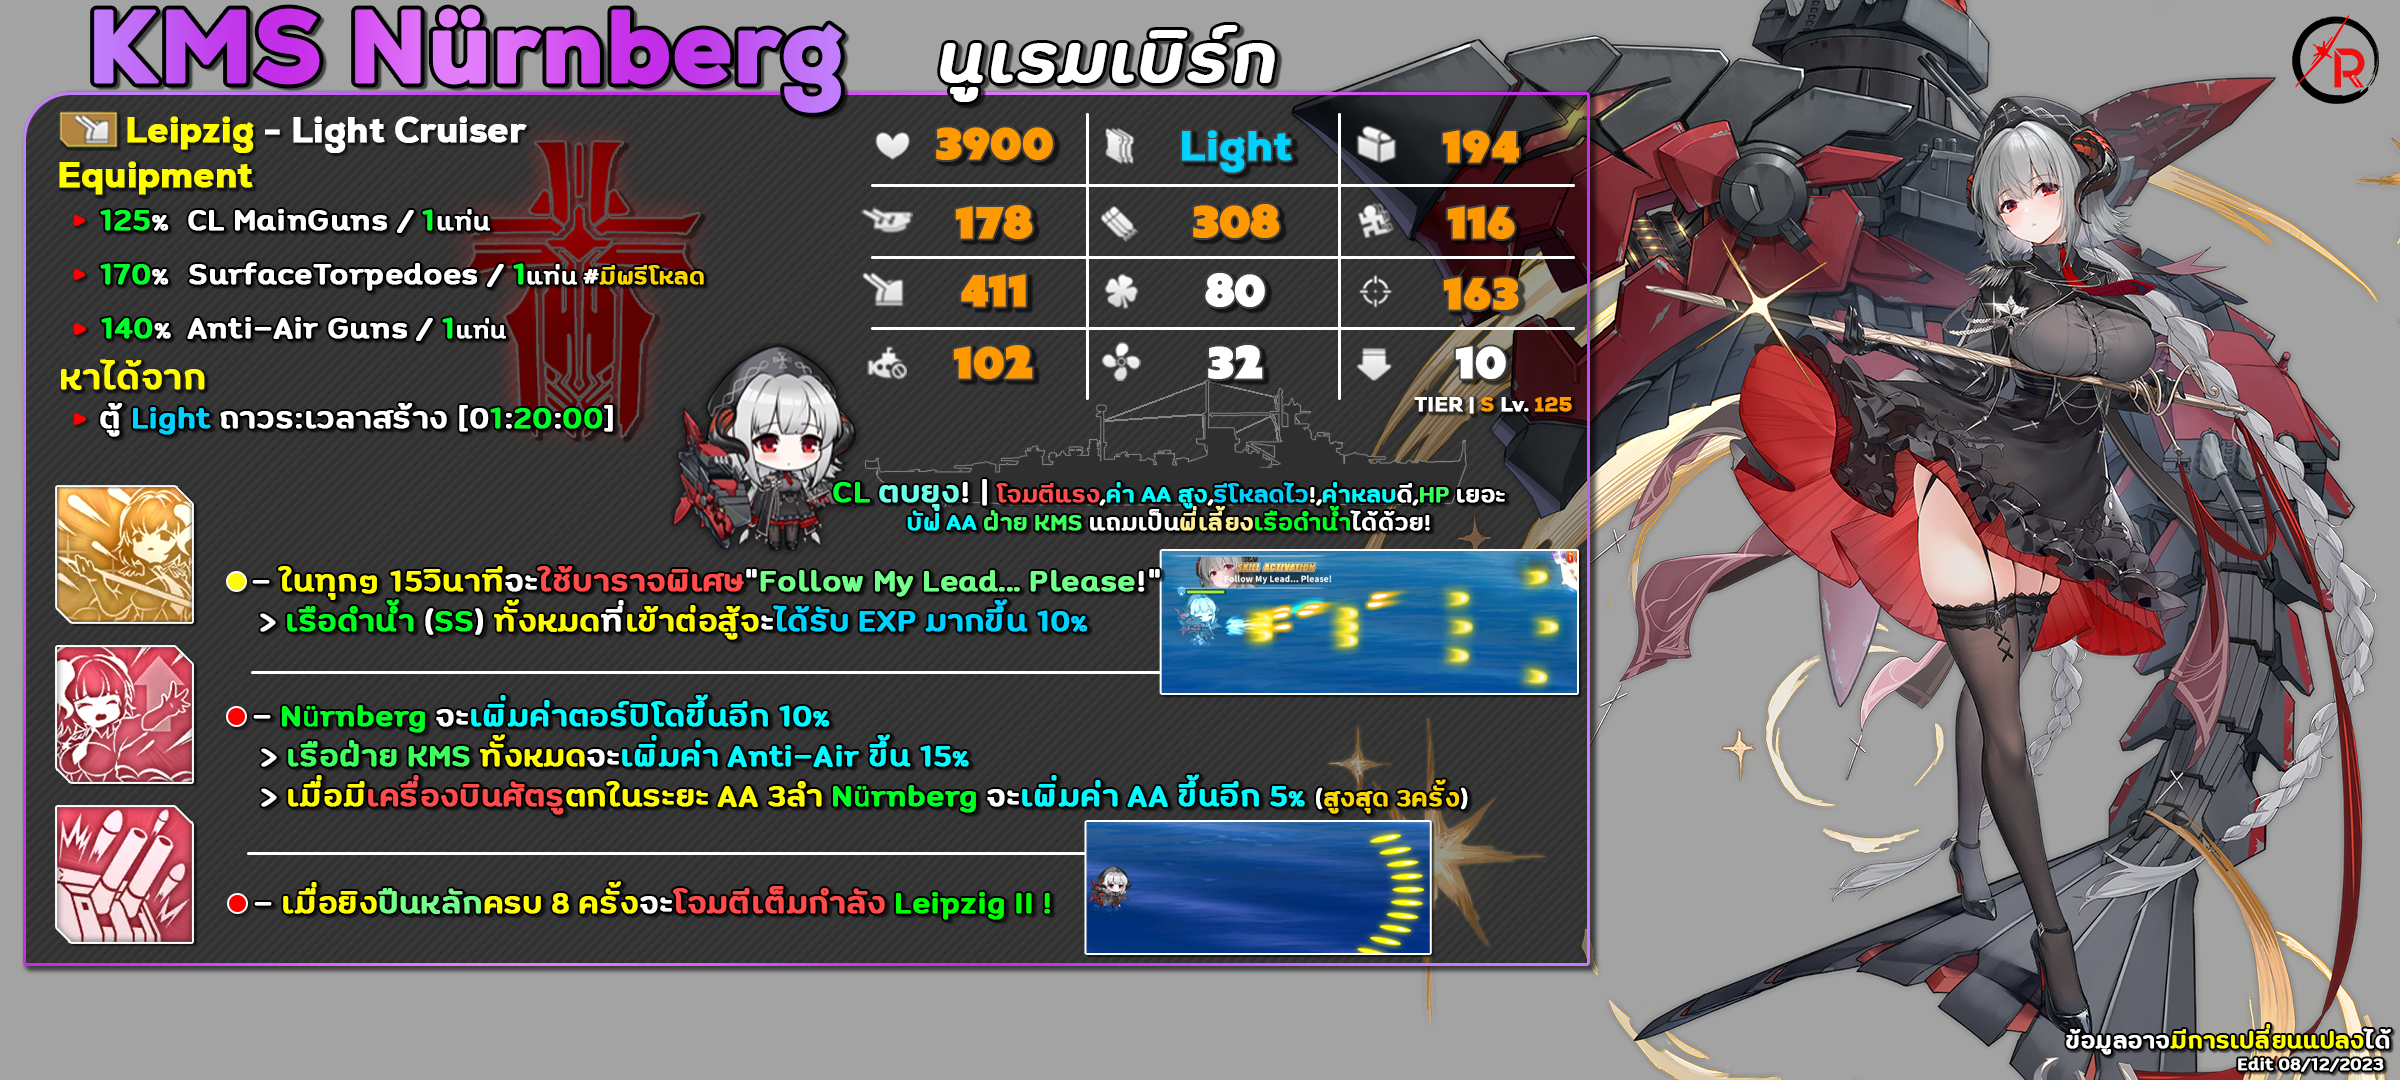 KMS Nürnberg
นูเรมเบิร์ก
Leipzig - Light Cruiser
Equipment
125% CL MainGuns / 1แท่น
170% SurfaceTorpedoes / 1แท่น #มีพรีโหลด
140% Anti-Air Guns / 1แท่น
หาได้จาก
ตู้ Light ถาวร:เวลาสร้าง [01:20:00]
3900 Light 194
178 308 116
411 80 163
102 32 10
TIER | S Lv. 125
CL ตบยุง! | โจมตีแรง,ค่า AA สูง,รีโหลดไว!,ค่าหลบดี,HP เยอะ
บัฟ AA ฝ่าย KMS แถมเป็นพี่เลี้ยงเรือดำน้ำได้ด้วย!
- ในทุกๆ 15วินาทีจะใช้บาราจพิเศษ"Follow My Lead... Please!"
> เรือดำน้ำ (SS) ทั้งหมดที่เข้าต่อสู้จะได้รับ EXP มากขึ้น 10%
SKILL ACTIVATION
Follow My Lead... Please!
- Nürnberg จะเพิ่มค่าตอร์ปิโดขึ้นอีก 10%
> เรือฝ่าย KMS ทั้งหมดจะเพิ่มค่า Anti-Air ขึ้น 15%
> เมื่อมีเครื่องบินศัตรูตกในระยะ AA 3ลำ Nürnberg จะเพิ่มค่า AA ขึ้นอีก 5% (สูงสุด 3ครั้ง)
- เมื่อยิงปืนหลักครบ 8 ครั้งจะโจมตีเต็มกำลัง Leipzig II !
R
ข้อมูลอาจมีการเปลี่ยนแปลงได้
Edit 08/12/2023